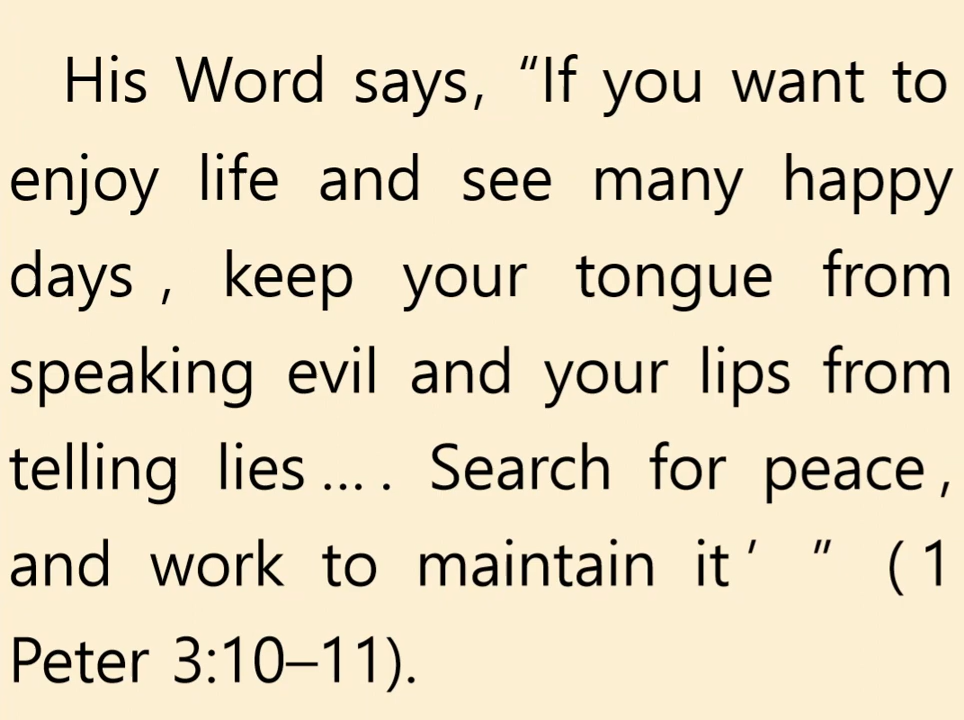 His Word says, “If you want to
enjoy life and see many happy
days , keep your tongue from
speaking evil and your lips from
telling lies … . Search for peace ,
and work to maintain it ’ ” ( 1
Peter 3:10–11).